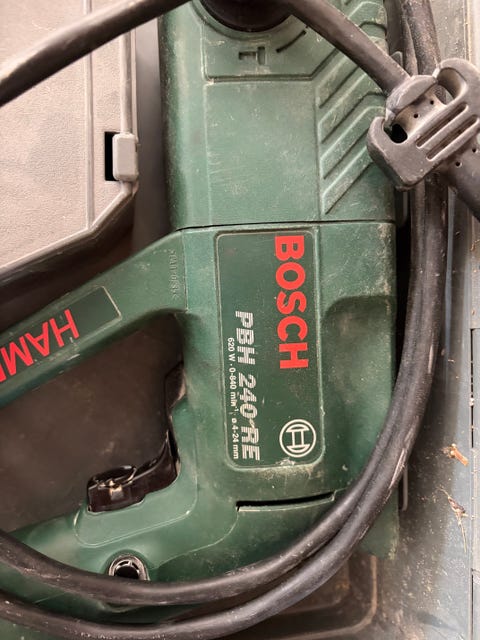 BOSCH
PBH 240 RE
620 W · 0-840 min⁻¹ ø 4-24 mm
HAM